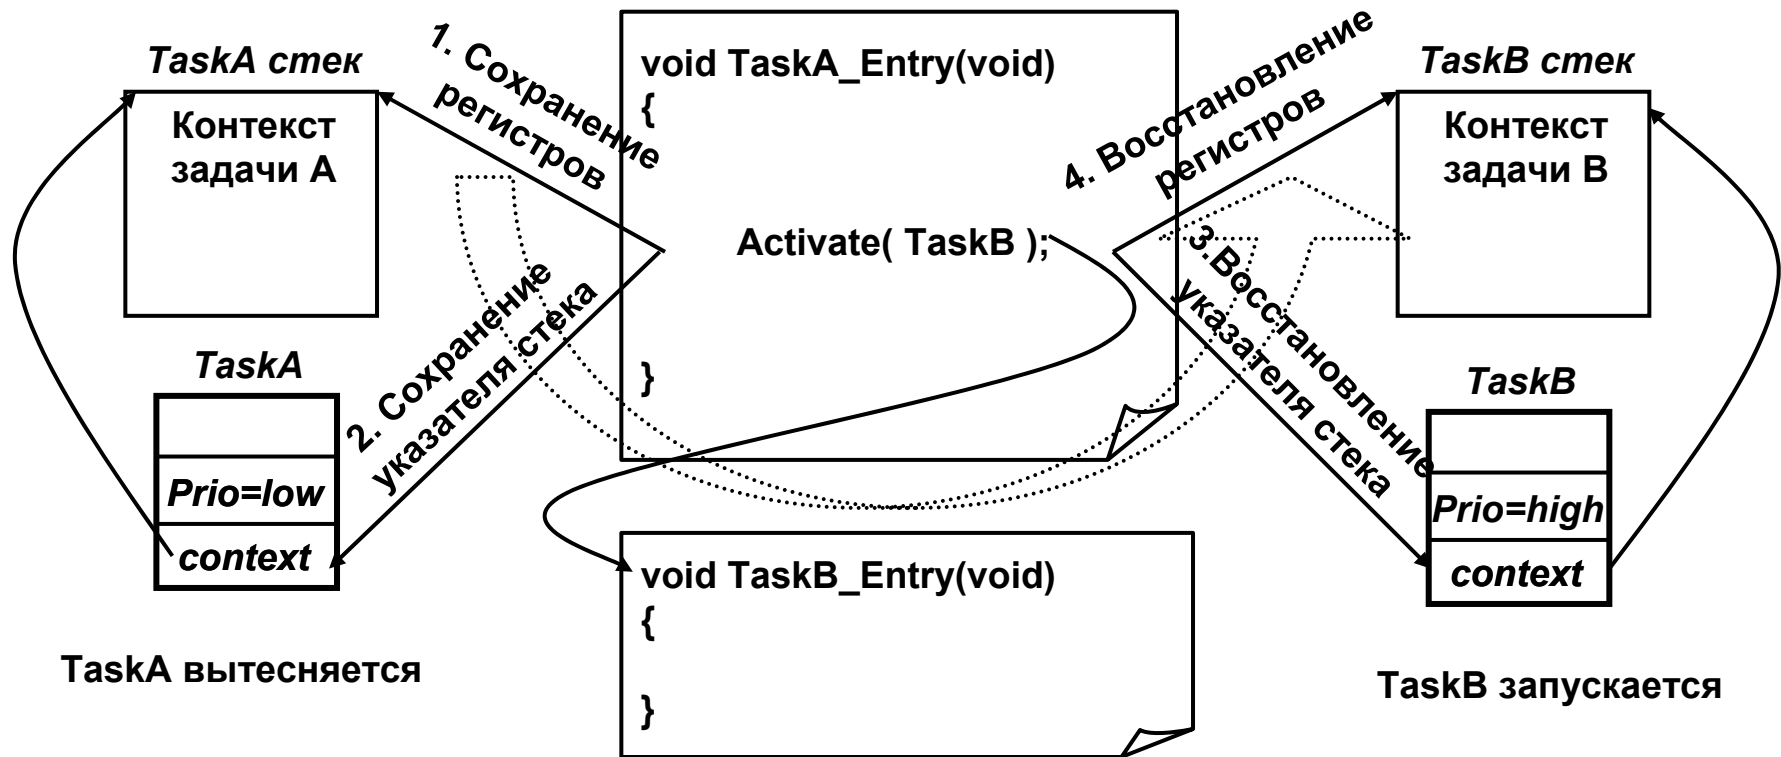 TaskA стек
Контекст
задачи А
1. Сохранение
регистров
2. Сохранение
указателя стека
TaskA
Prio=low
context
TaskA вытесняется
void TaskA_Entry(void)
{
Activate( TaskB );
}
void TaskB_Entry(void)
{
}
4. Восстановление
регистров
3.Восстановление
указателя стека
TaskB стек
Контекст
задачи В
TaskB
Prio=high
context
TaskB запускается